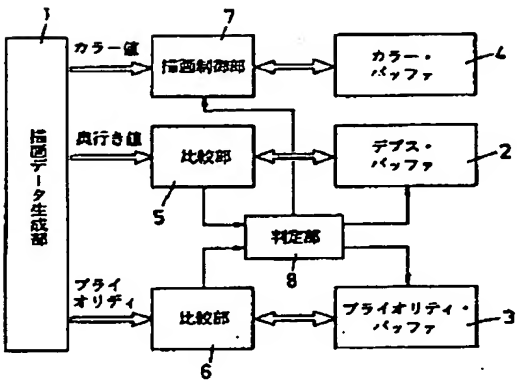 1
7
カラー値
描画制御部
カラー・
バッファ
4
描画データ生成部
奥行き値
比較部
デプス・
バッファ
2
5
判定部
8
プライ
オリティ
比較部
プライオリティ・
バッファ
3
6